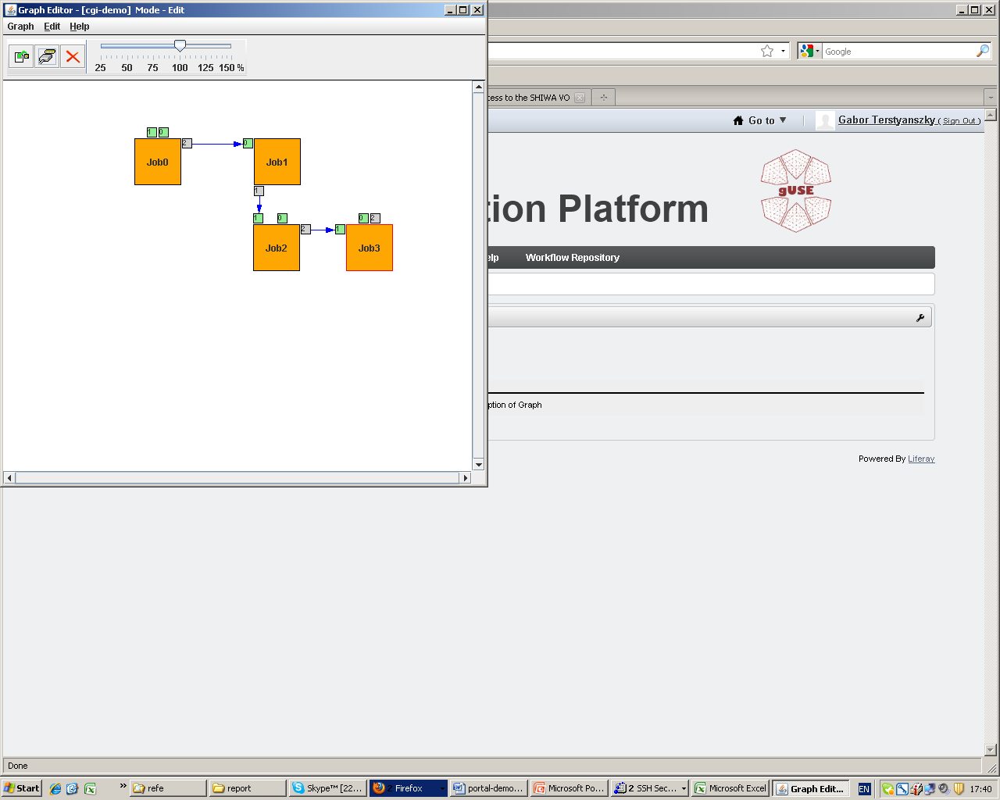 Graph Editor - [cgi-demo] Mode - Edit
Graph Edit Help
25 50 75 100 125 150 %
1 0
Job0
2
0
Job1
1
1 0
Job2
2
1
0 2
Job3
Google
cess to the SHIWA VO
Go to
Gabor Terstyanszky ( Sign Out )
tion Platform
gUSE
elp
Workflow Repository
ption of Graph
Powered By Liferay
Done
Start
refe
report
Skype™ [22...
2 Firefox
portal-demo...
Microsoft Po...
2 SSH Sec...
Microsoft Excel
Graph Edit...
EN
17:40